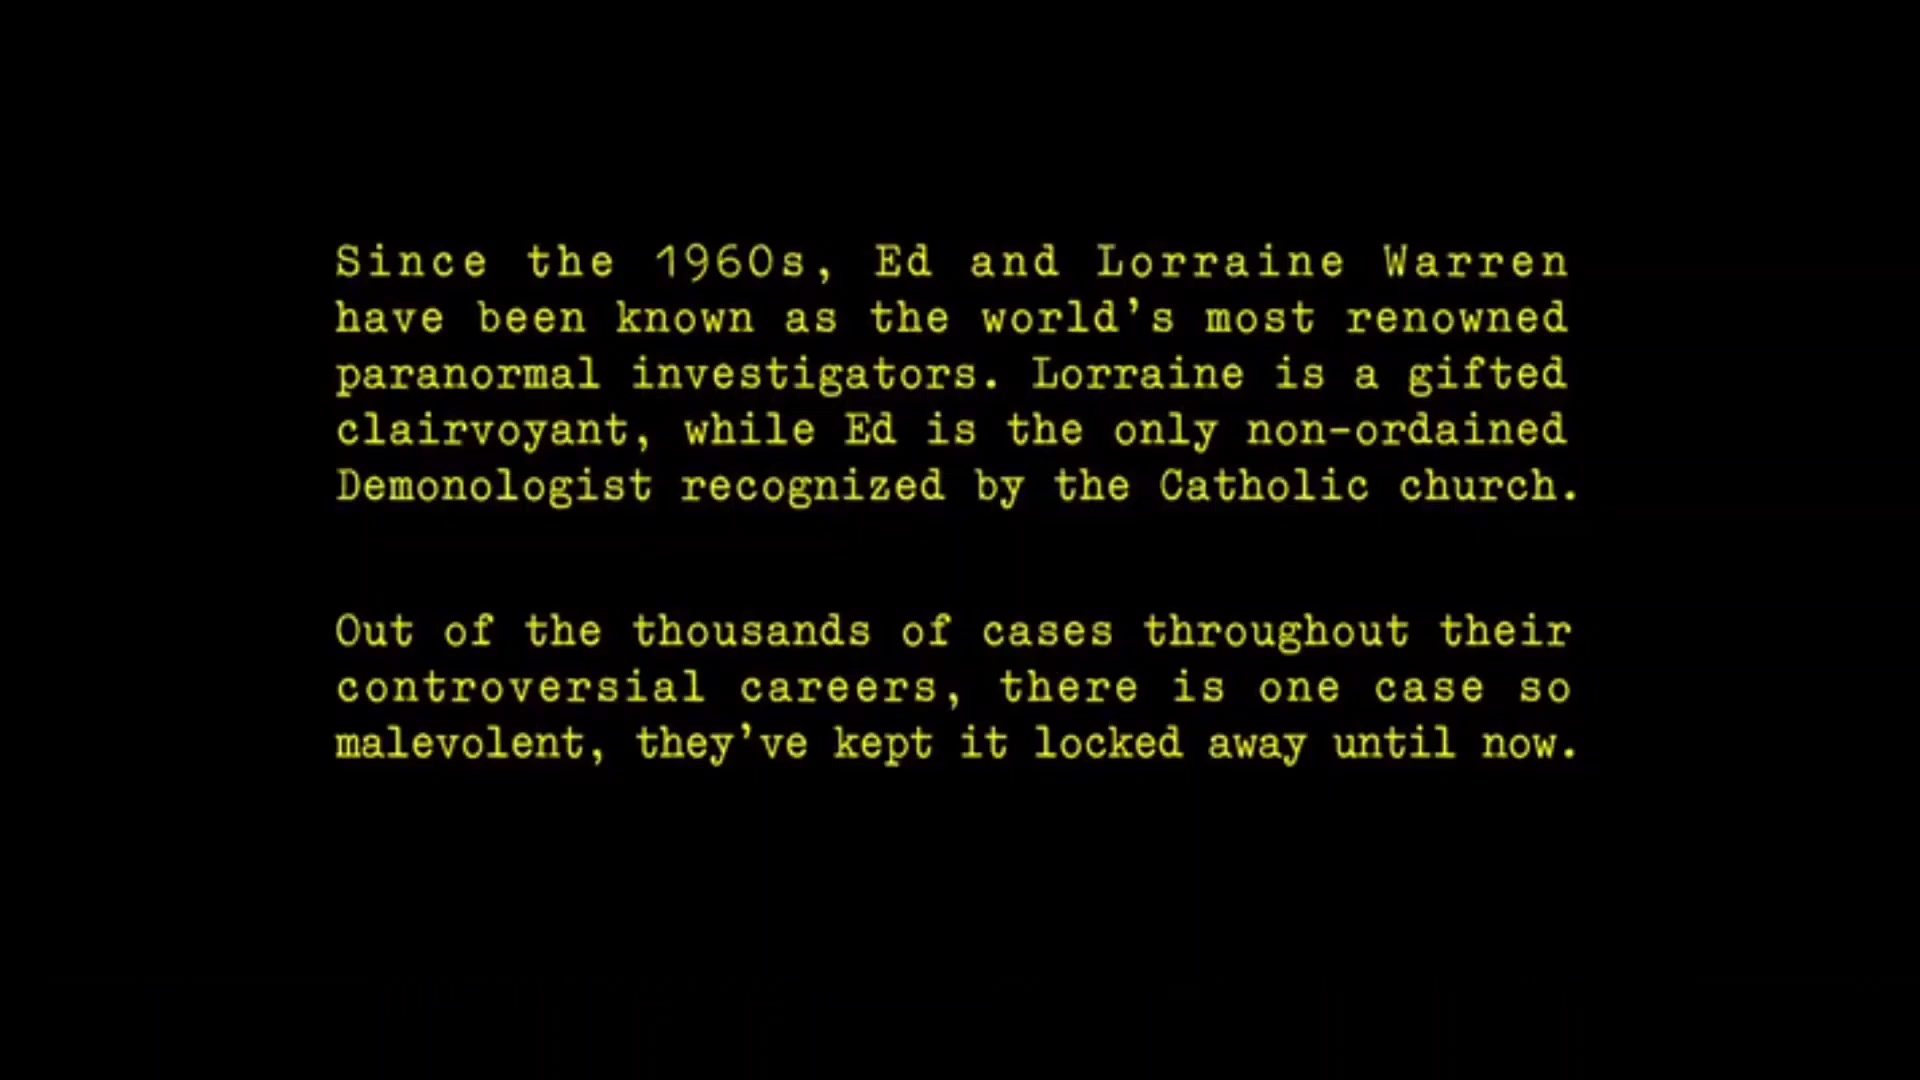 Since the 1960s, Ed and Lorraine Warren
have been known as the world's most renowned
paranormal investigators. Lorraine is a gifted
clairvoyant, while Ed is the only non-ordained
Demonologist recognized by the Catholic church.
Out of the thousands of cases throughout their
controversial careers, there is one case so
malevolent, they've kept it locked away until now.